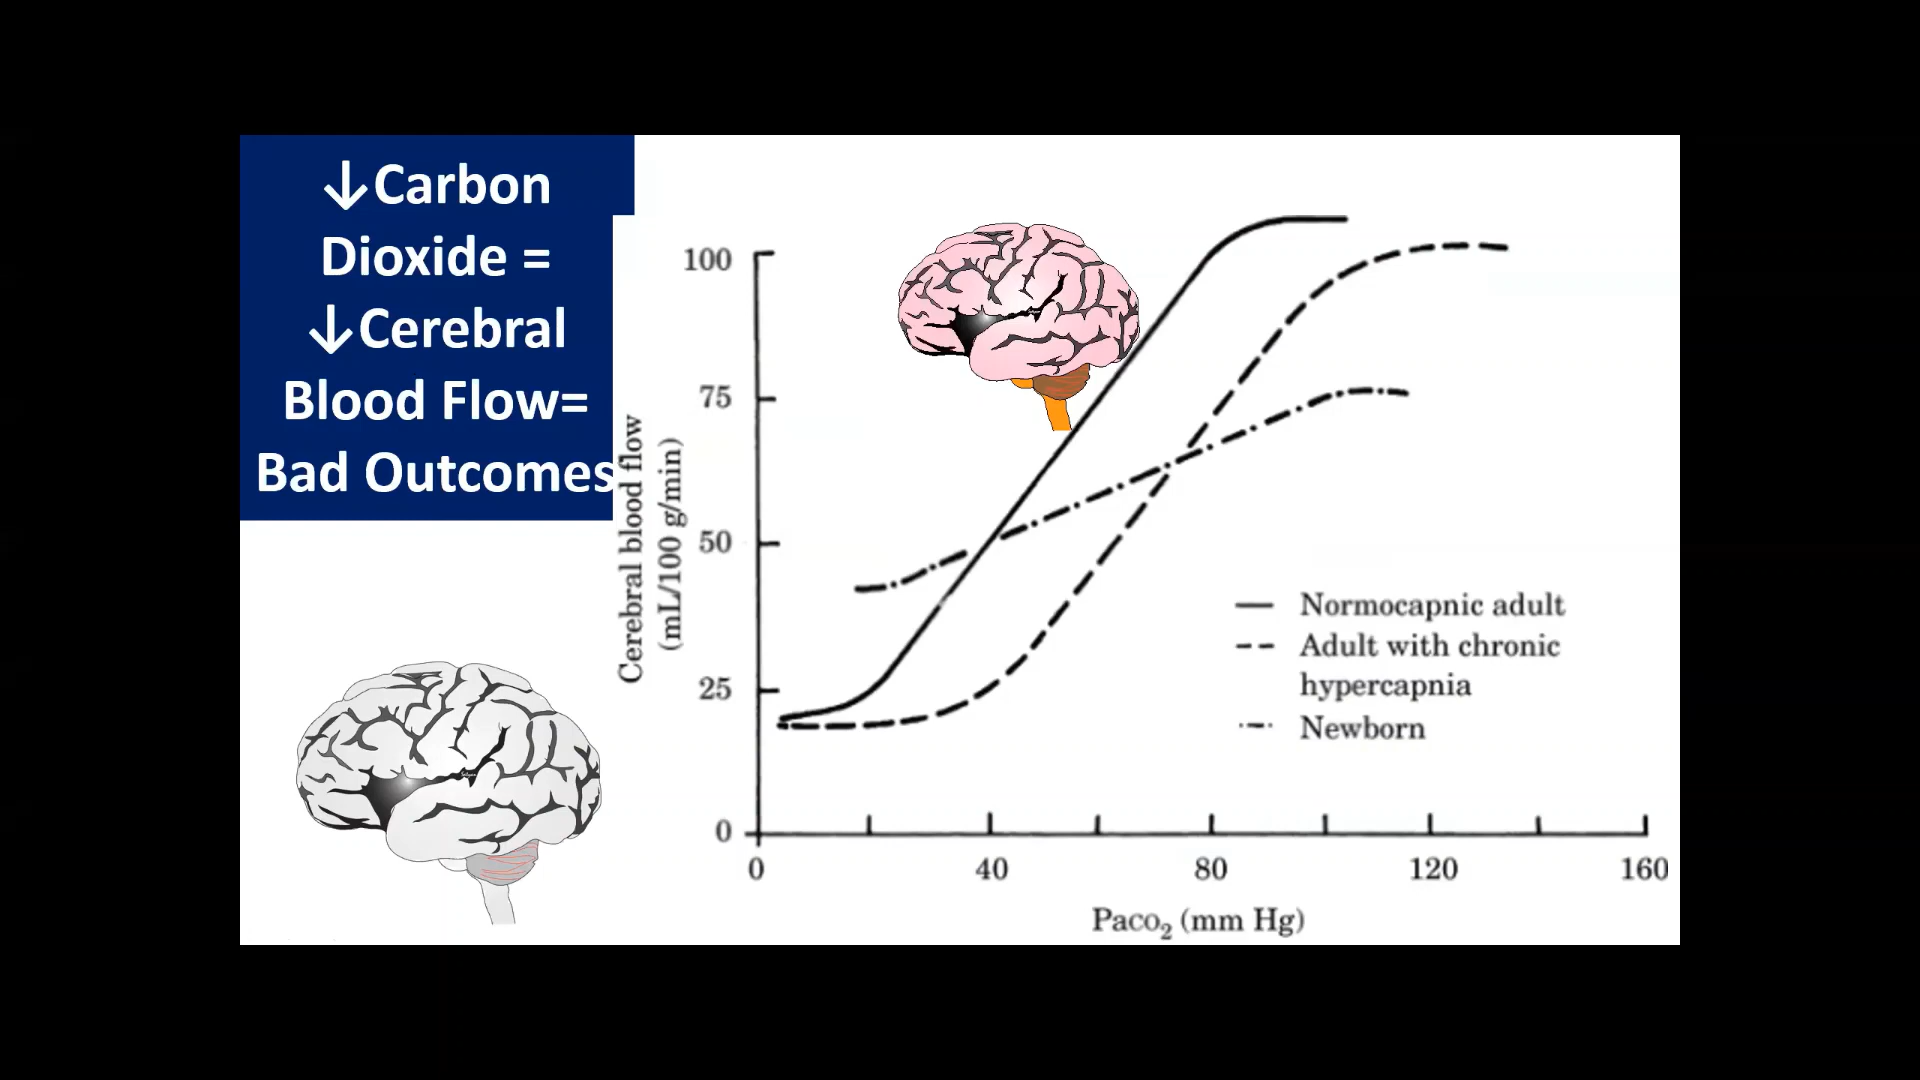 ↓Carbon
Dioxide =
↓Cerebral
Blood Flow=
Bad Outcomes
Cerebral blood flow
(mL/100 g/min)
100
75
50
25
0
0 40 80 120 160
Paco₂ (mm Hg)
Normocapnic adult
Adult with chronic
hypercapnia
Newborn